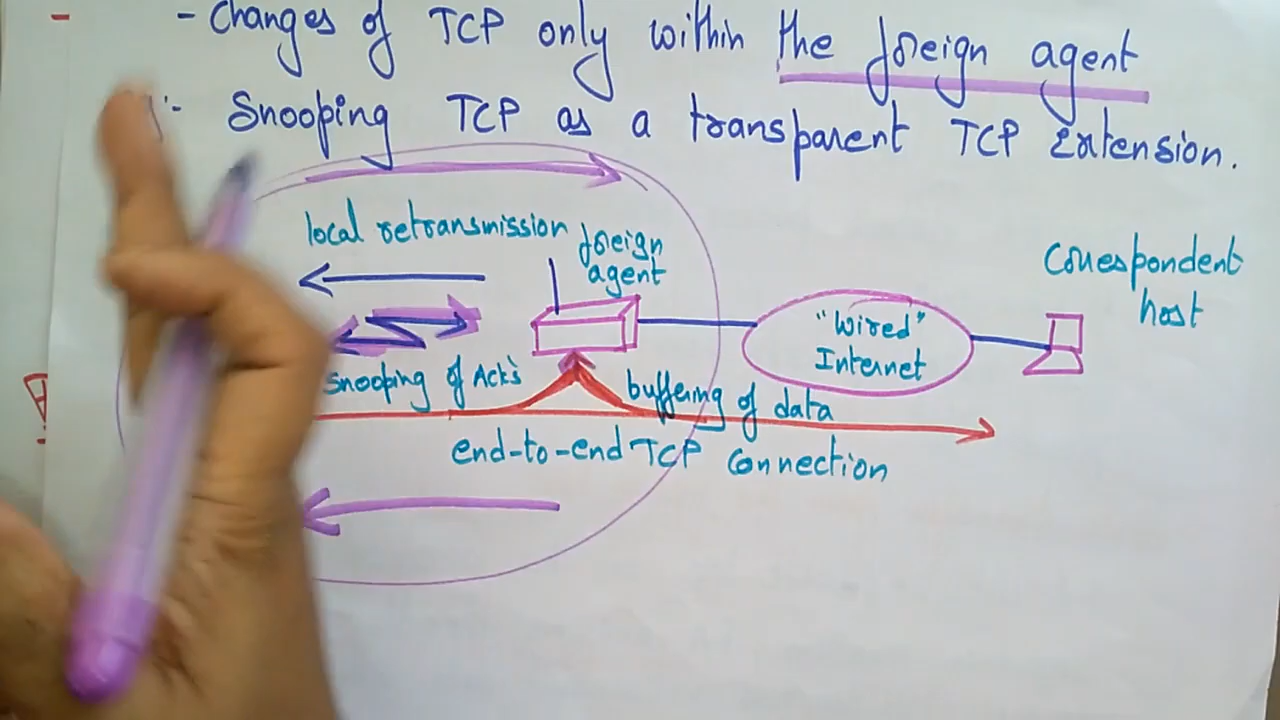 - Changes of TCP only within the foreign agent
:- Snooping TCP as a transparent TCP Extension.
local retransmission
foreign
agent
Correspondent
host
"Wired"
Internet
snooping of Ack's
buffering of data
end-to-end TCP Connection